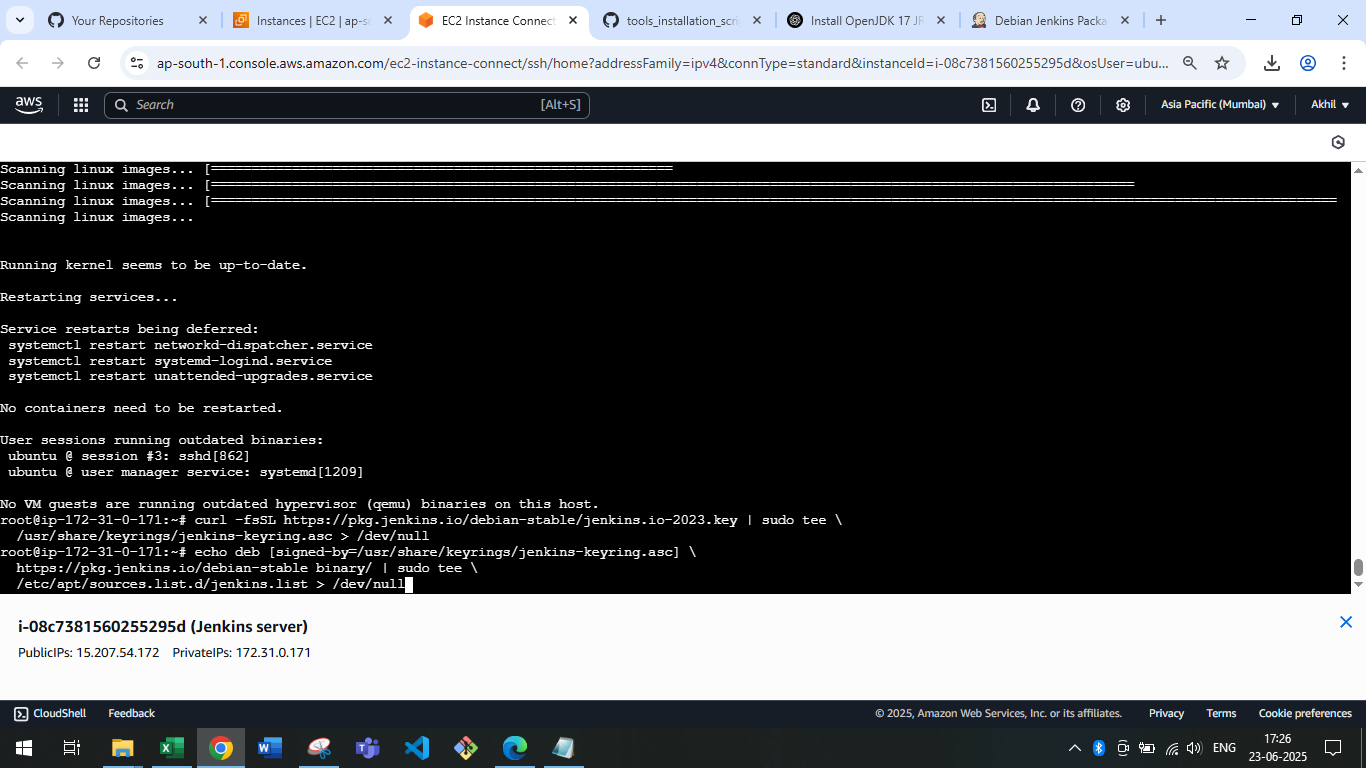 Your Repositories
Instances | EC2 | ap-s
EC2 Instance Connect
tools_installation_scri
Install OpenJDK 17 JR
Debian Jenkins Packa
ap-south-1.console.aws.amazon.com/ec2-instance-connect/ssh/home?addressFamily=ipv4&connType=standard&instanceId=i-08c7381560255295d&osUser=ubu...
aws
Search
[Alt+S]
Asia Pacific (Mumbai)
Akhil
Scanning linux images... [=========================================================
Scanning linux images... [==================================================================================================================
Scanning linux images... [===========================================================================================================================================
Scanning linux images...
Running kernel seems to be up-to-date.
Restarting services...
Service restarts being deferred:
systemctl restart networkd-dispatcher.service
systemctl restart systemd-logind.service
systemctl restart unattended-upgrades.service
No containers need to be restarted.
User sessions running outdated binaries:
ubuntu @ session #3: sshd[862]
ubuntu @ user manager service: systemd[1209]
No VM guests are running outdated hypervisor (qemu) binaries on this host.
root@ip-172-31-0-171:~# curl -fsSL https://pkg.jenkins.io/debian-stable/jenkins.io-2023.key | sudo tee \
/usr/share/keyrings/jenkins-keyring.asc > /dev/null
root@ip-172-31-0-171:~# echo deb [signed-by=/usr/share/keyrings/jenkins-keyring.asc] \
https://pkg.jenkins.io/debian-stable binary/ | sudo tee \
/etc/apt/sources.list.d/jenkins.list > /dev/null
i-08c7381560255295d (Jenkins server)
PublicIPs: 15.207.54.172 PrivateIPs: 172.31.0.171
CloudShell
Feedback
© 2025, Amazon Web Services, Inc. or its affiliates.
Privacy
Terms
Cookie preferences
ENG
17:26
23-06-2025